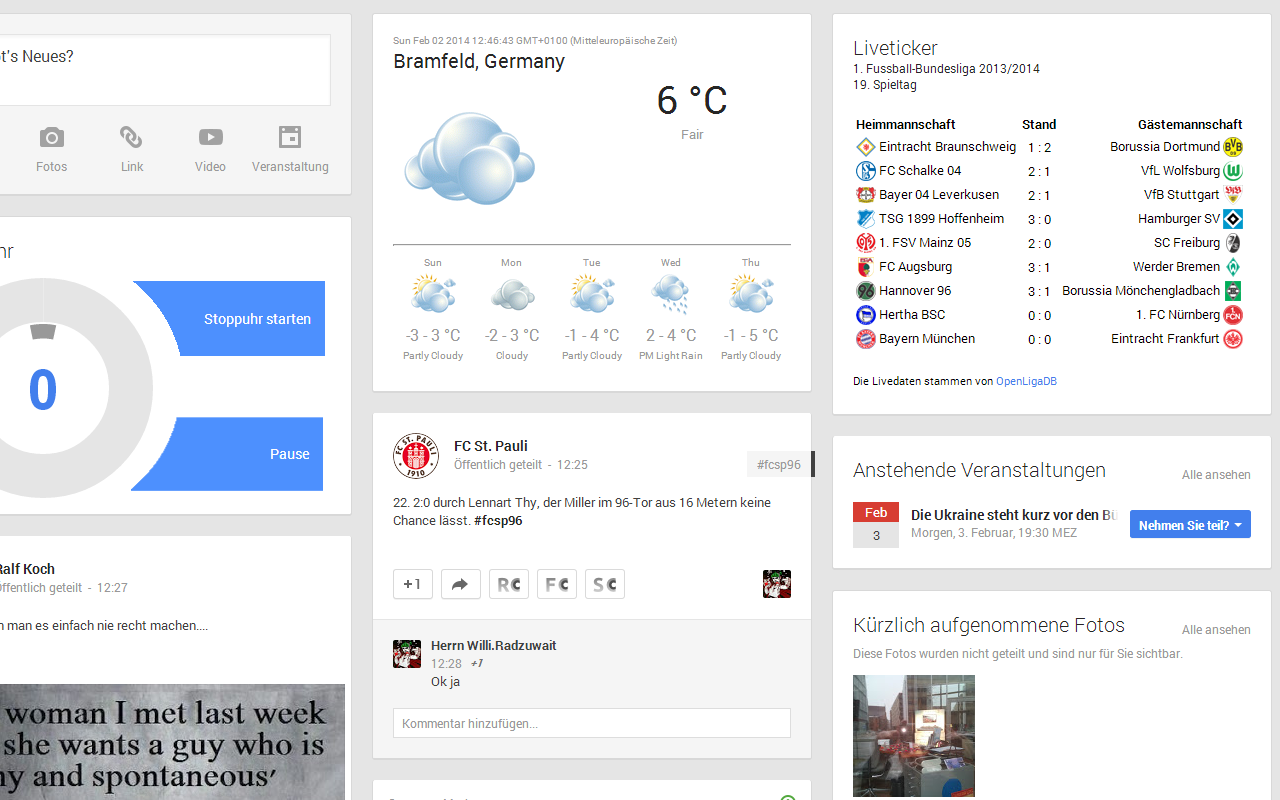 t's Neues?
Fotos
Link
Video
Veranstaltung
hr
Stoppuhr starten
0
Pause
Ralf Koch
Öffentlich geteilt - 12:27
n man es einfach nie recht machen....
woman I met last week
she wants a guy who is
ny and spontaneous'
Sun Feb 02 2014 12:46:43 GMT+0100 (Mitteleuropäische Zeit)
Bramfeld, Germany
6 °C
Fair
Sun Mon Tue Wed Thu
-3 - 3 °C -2 - 3 °C -1 - 4 °C 2 - 4 °C -1 - 5 °C
Partly Cloudy Cloudy Partly Cloudy PM Light Rain Partly Cloudy
FC ST. PAULI
1910
FC St. Pauli
Öffentlich geteilt - 12:25
#fcsp96
22. 2:0 durch Lennart Thy, der Miller im 96-Tor aus 16 Metern keine
Chance lässt. #fcsp96
+1 RC FC SC
Herrn Willi.Radzuwait
12:28 +1
Ok ja
Kommentar hinzufügen...
Liveticker
1. Fussball-Bundesliga 2013/2014
19. Spieltag
Heimmannschaft Stand Gästemannschaft
Eintracht Braunschweig 1 : 2 Borussia Dortmund BVB 09
FC Schalke 04 2 : 1 VfL Wolfsburg
Bayer 04 Leverkusen 2 : 1 VfB Stuttgart
TSG 1899 Hoffenheim 3 : 0 Hamburger SV
1. FSV Mainz 05 2 : 0 SC Freiburg
FC Augsburg 3 : 1 Werder Bremen
Hannover 96 3 : 1 Borussia Mönchengladbach
Hertha BSC 0 : 0 1. FC Nürnberg
Bayern München 0 : 0 Eintracht Frankfurt
Die Livedaten stammen von OpenLigaDB
Anstehende Veranstaltungen
Alle ansehen
Feb
3
Die Ukraine steht kurz vor den Bü
Morgen, 3. Februar, 19:30 MEZ
Nehmen Sie teil?
Kürzlich aufgenommene Fotos
Alle ansehen
Diese Fotos wurden nicht geteilt und sind nur für Sie sichtbar.